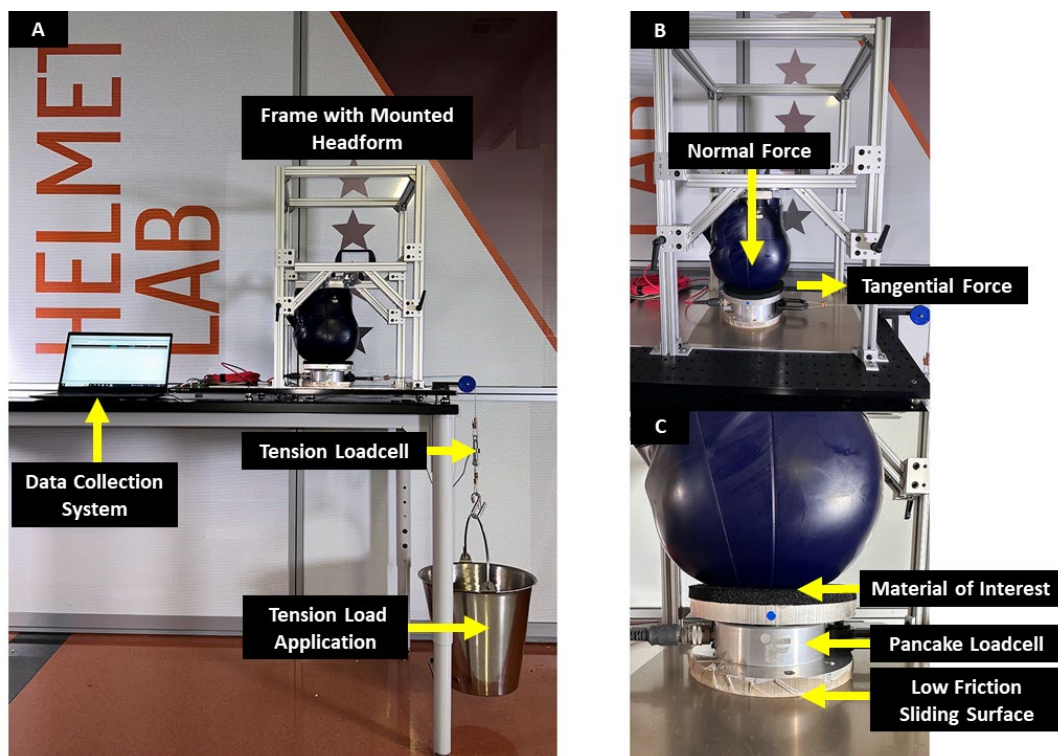 A
HELMET
LAB
Frame with Mounted
Headform
Data Collection
System
Tension Loadcell
Tension Load
Application
B
Normal Force
Tangential Force
C
Material of Interest
Pancake Loadcell
Low Friction
Sliding Surface